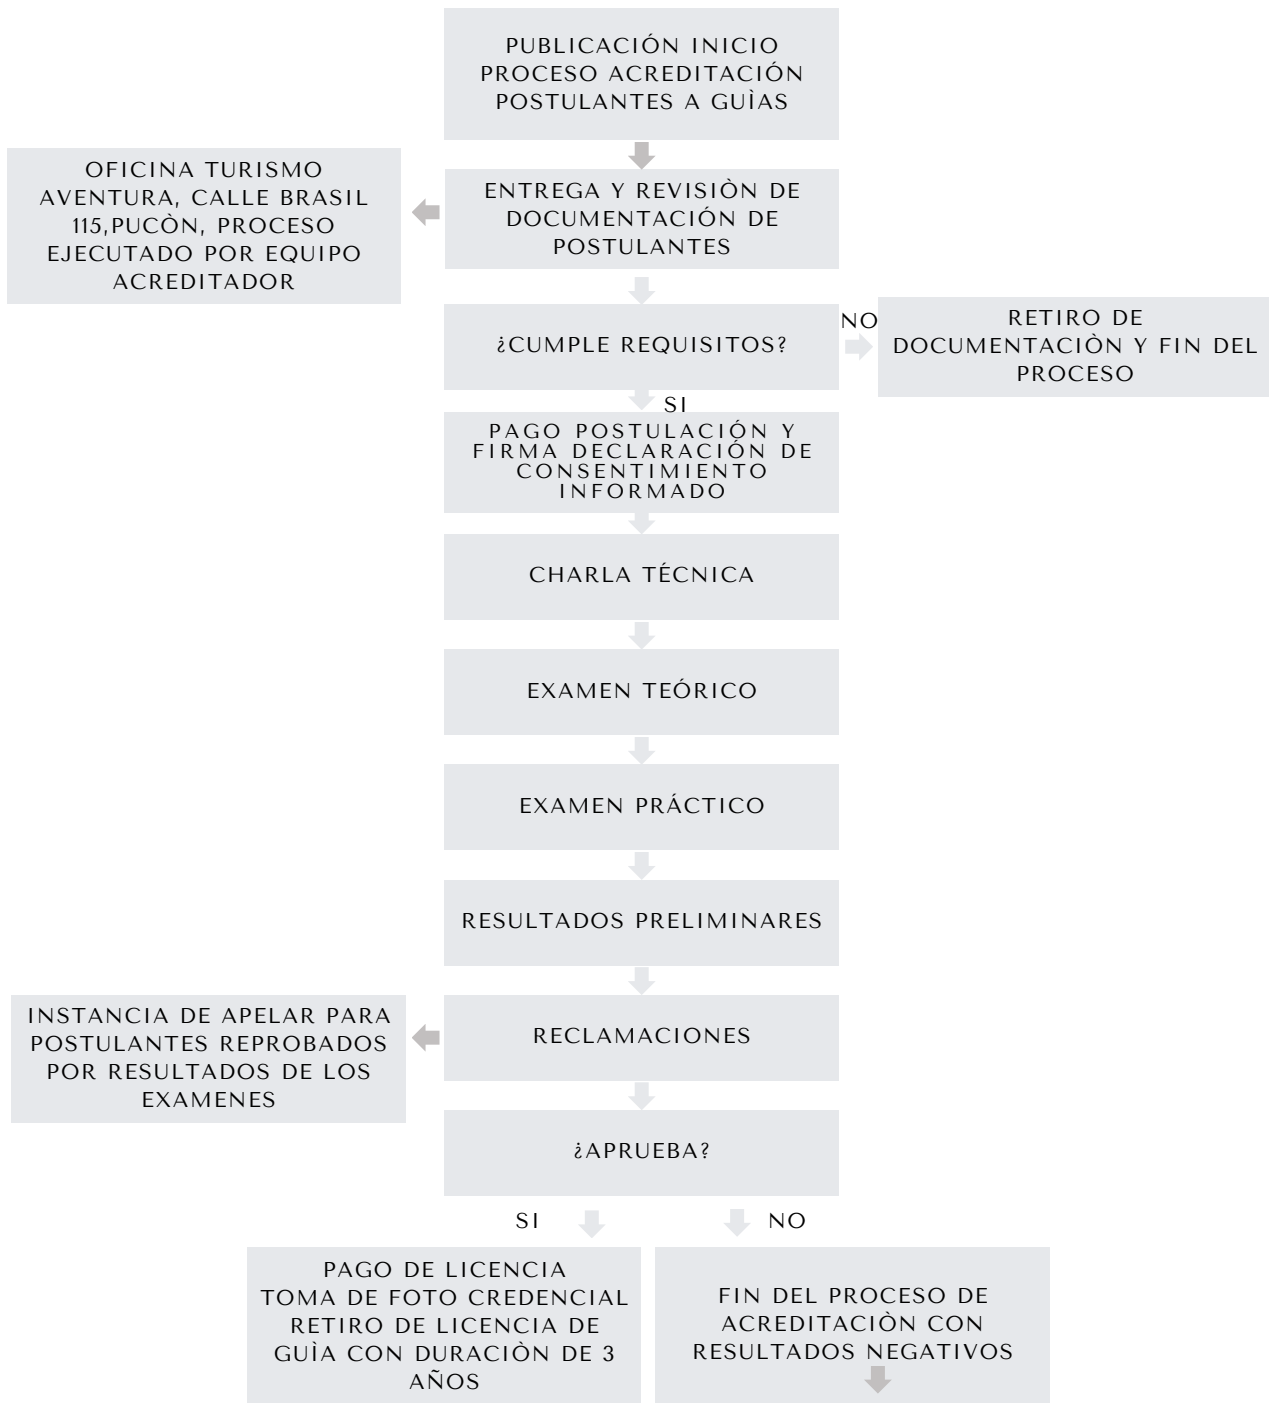 PUBLICACIÓN INICIO
PROCESO ACREDITACIÓN
POSTULANTES A GUÌAS
OFICINA TURISMO
AVENTURA, CALLE BRASIL
115,PUCÒN, PROCESO
EJECUTADO POR EQUIPO
ACREDITADOR
ENTREGA Y REVISIÒN DE
DOCUMENTACIÓN DE
POSTULANTES
¿CUMPLE REQUISITOS?
NO
RETIRO DE
DOCUMENTACIÒN Y FIN DEL
PROCESO
SI
PAGO POSTULACIÓN Y
FIRMA DECLARACIÓN DE
CONSENTIMIENTO
INFORMADO
CHARLA TÉCNICA
EXAMEN TEÓRICO
EXAMEN PRÁCTICO
RESULTADOS PRELIMINARES
INSTANCIA DE APELAR PARA
POSTULANTES REPROBADOS
POR RESULTADOS DE LOS
EXAMENES
RECLAMACIONES
¿APRUEBA?
SI
NO
PAGO DE LICENCIA
TOMA DE FOTO CREDENCIAL
RETIRO DE LICENCIA DE
GUÌA CON DURACIÒN DE 3
AÑOS
FIN DEL PROCESO DE
ACREDITACIÒN CON
RESULTADOS NEGATIVOS